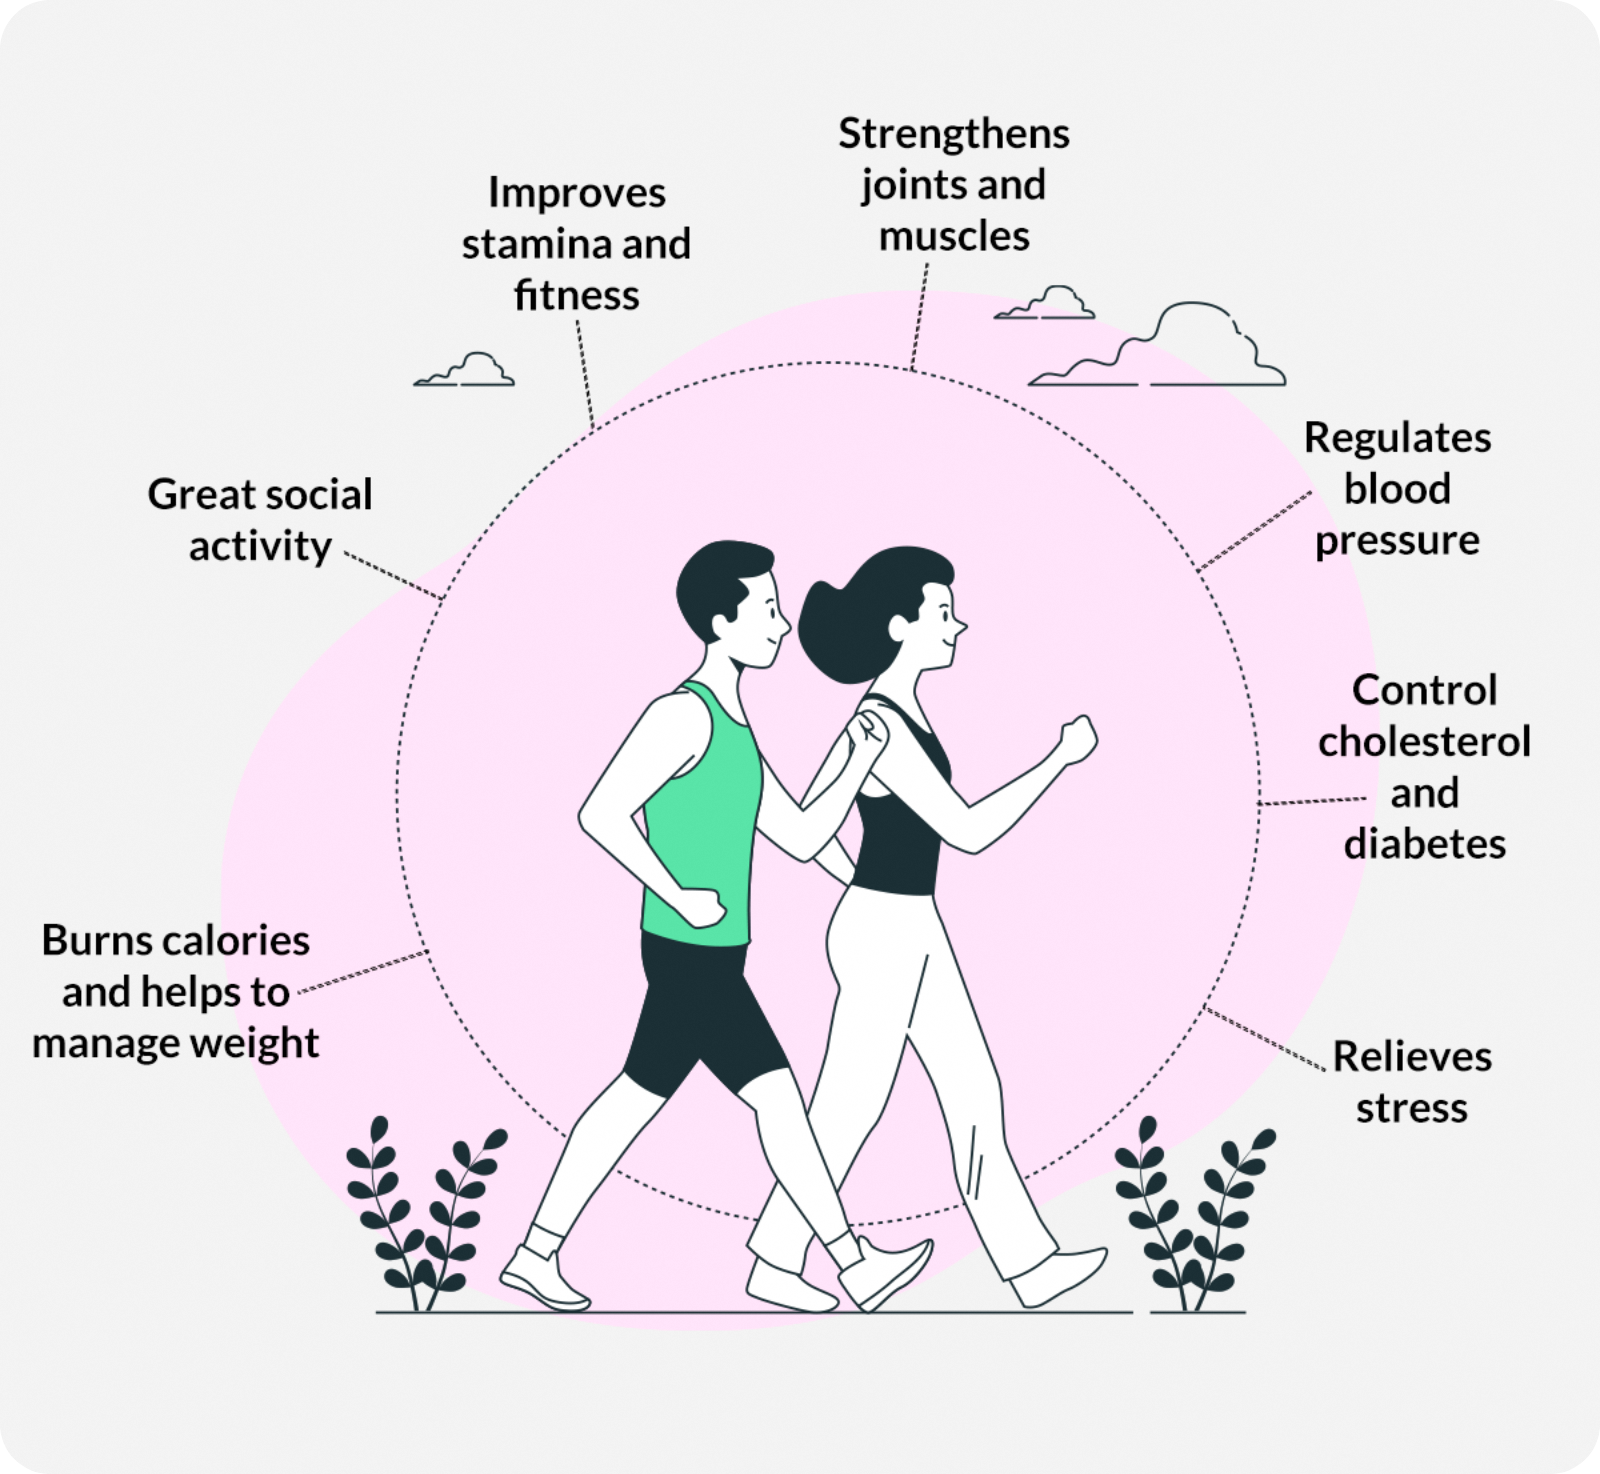 Strengthens
joints and
muscles
Improves
stamina and
fitness
Regulates
blood
pressure
Great social
activity
Control
cholesterol
and
diabetes
Burns calories
and helps to
manage weight
Relieves
stress